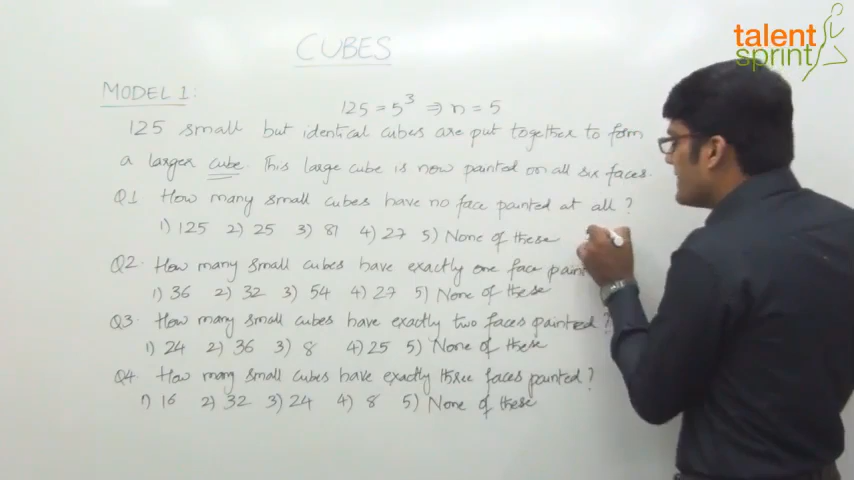 talent
sprint
CUBES
MODEL 1:
125 = 5³ ⇒ n = 5
125 small but identical cubes are put together to form
a larger cube. This large cube is now painted on all six faces.
Q1 How many small cubes have no face painted at all?
1) 125 2) 25 3) 81 4) 27 5) None of these
Q2. How many small cubes have exactly one face paint
1) 36 2) 32 3) 54 4) 27 5) None of these
Q3. How many small cubes have exactly two faces painted?
1) 24 2) 36 3) 8 4) 25 5) None of these
Q4 How many small cubes have exactly three faces painted?
1) 16 2) 32 3) 24 4) 8 5) None of these